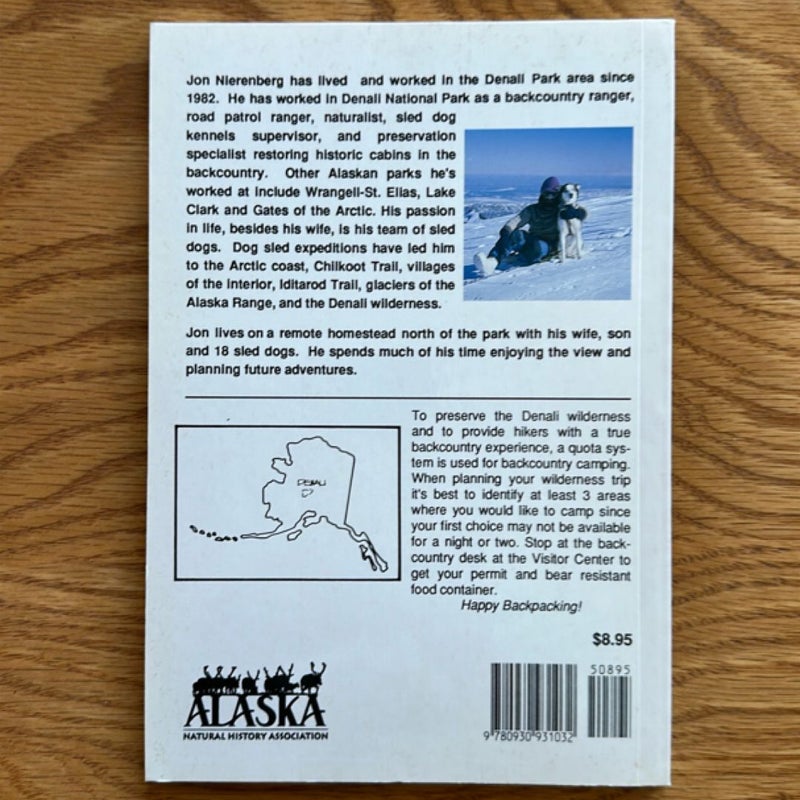 Jon Nierenberg has lived and worked in the Denali Park area since
1982. He has worked in Denali National Park as a backcountry ranger,
road patrol ranger, naturalist, sled dog
kennels supervisor, and preservation
specialist restoring historic cabins in the
backcountry. Other Alaskan parks he's
worked at include Wrangell-St. Elias, Lake
Clark and Gates of the Arctic. His passion
in life, besides his wife, is his team of sled
dogs. Dog sled expeditions have led him
to the Arctic coast, Chilkoot Trail, villages
of the interior, Iditarod Trail, glaciers of the
Alaska Range, and the Denali wilderness.
Jon lives on a remote homestead north of the park with his wife, son
and 18 sled dogs. He spends much of his time enjoying the view and
planning future adventures.
DENALI
To preserve the Denali wilderness
and to provide hikers with a true
backcountry experience, a quota sys-
tem is used for backcountry camping.
When planning your wilderness trip
it's best to identify at least 3 areas
where you would like to camp since
your first choice may not be available
for a night or two. Stop at the back-
country desk at the Visitor Center to
get your permit and bear resistant
food container.
Happy Backpacking!
$8.95
ALASKA
NATURAL HISTORY ASSOCIATION
50895
9 780930 931032